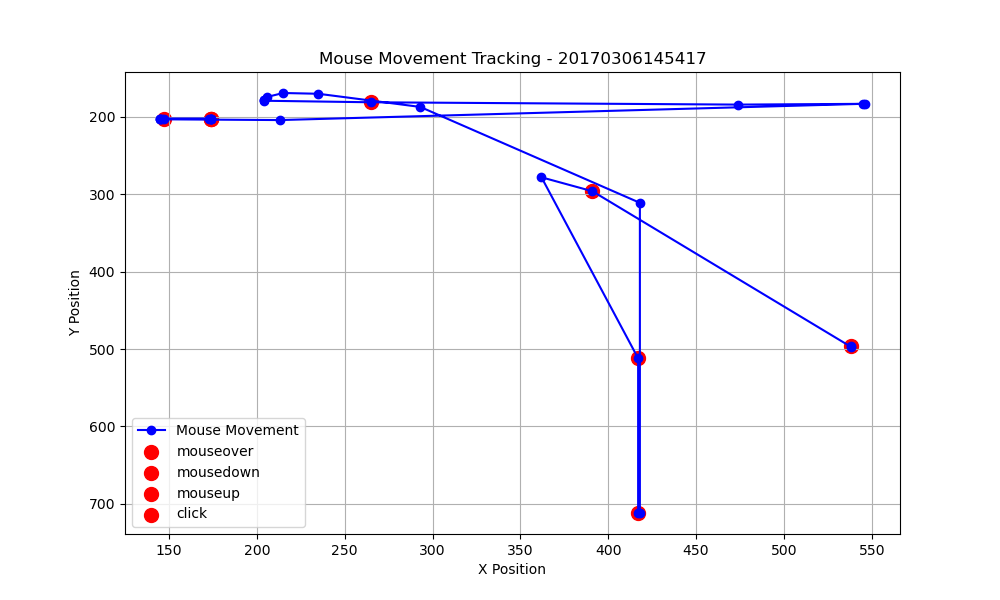 Mouse Movement Tracking - 20170306145417
Y Position
200
300
400
500
600
700
Mouse Movement
mouseover
mousedown
mouseup
click
150 200 250 300 350 400 450 500 550
X Position